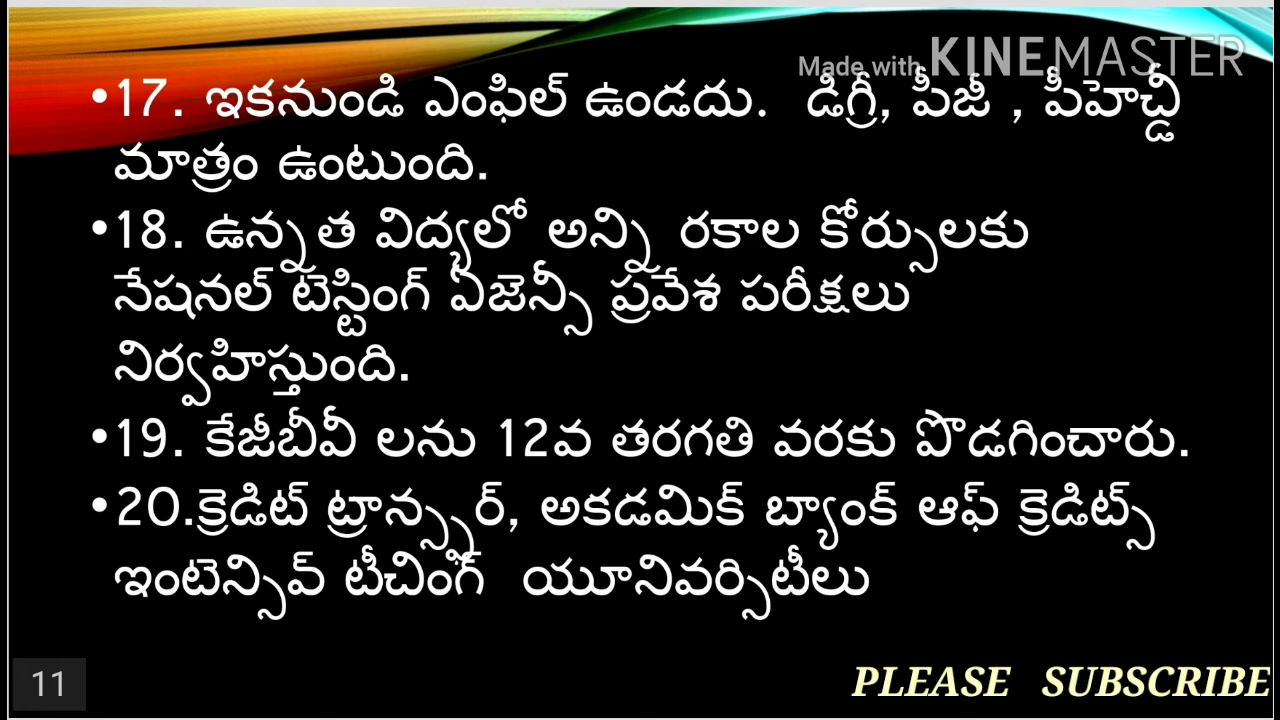 Made with KINEMASTER
•17. ఇకనుండి ఎంఫిల్ ఉండదు. డిగ్రీ, పీజీ , పీహెచ్డీ
మాత్రం ఉంటుంది.
•18. ఉన్నత విద్యలో అన్ని రకాల కోర్సులకు
నేషనల్ టెస్టింగ్ ఏజెన్సీ ప్రవేశ పరీక్షలు
నిర్వహిస్తుంది.
•19. కేజీబీవీ లను 12వ తరగతి వరకు పొడగించారు.
•20.క్రెడిట్ ట్రాన్స్ఫర్, అకడమిక్ బ్యాంక్ ఆఫ్ క్రెడిట్స్
ఇంటెన్సివ్ టీచింగ్ యూనివర్సిటీలు
11
PLEASE SUBSCRIBE